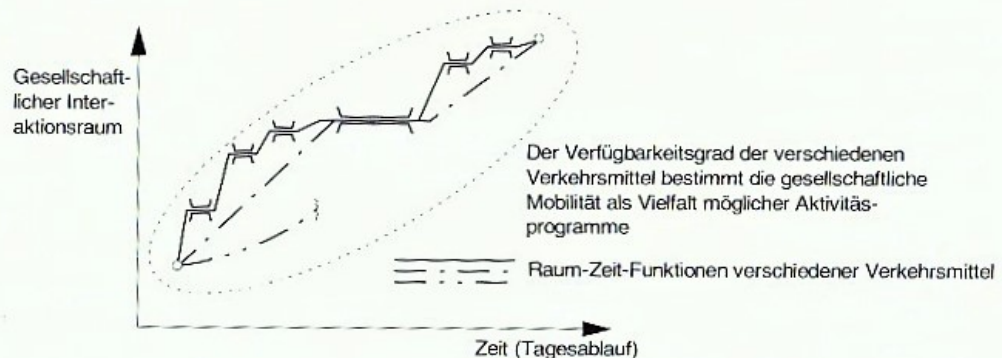 Gesellschaft-
licher Inter-
aktionsraum
Der Verfügbarkeitsgrad der verschiedenen
Verkehrsmittel bestimmt die gesellschaftliche
Mobilität als Vielfalt möglicher Aktivitäs-
programme
Raum-Zeit-Funktionen verschiedener Verkehrsmittel
Zeit (Tagesablauf)